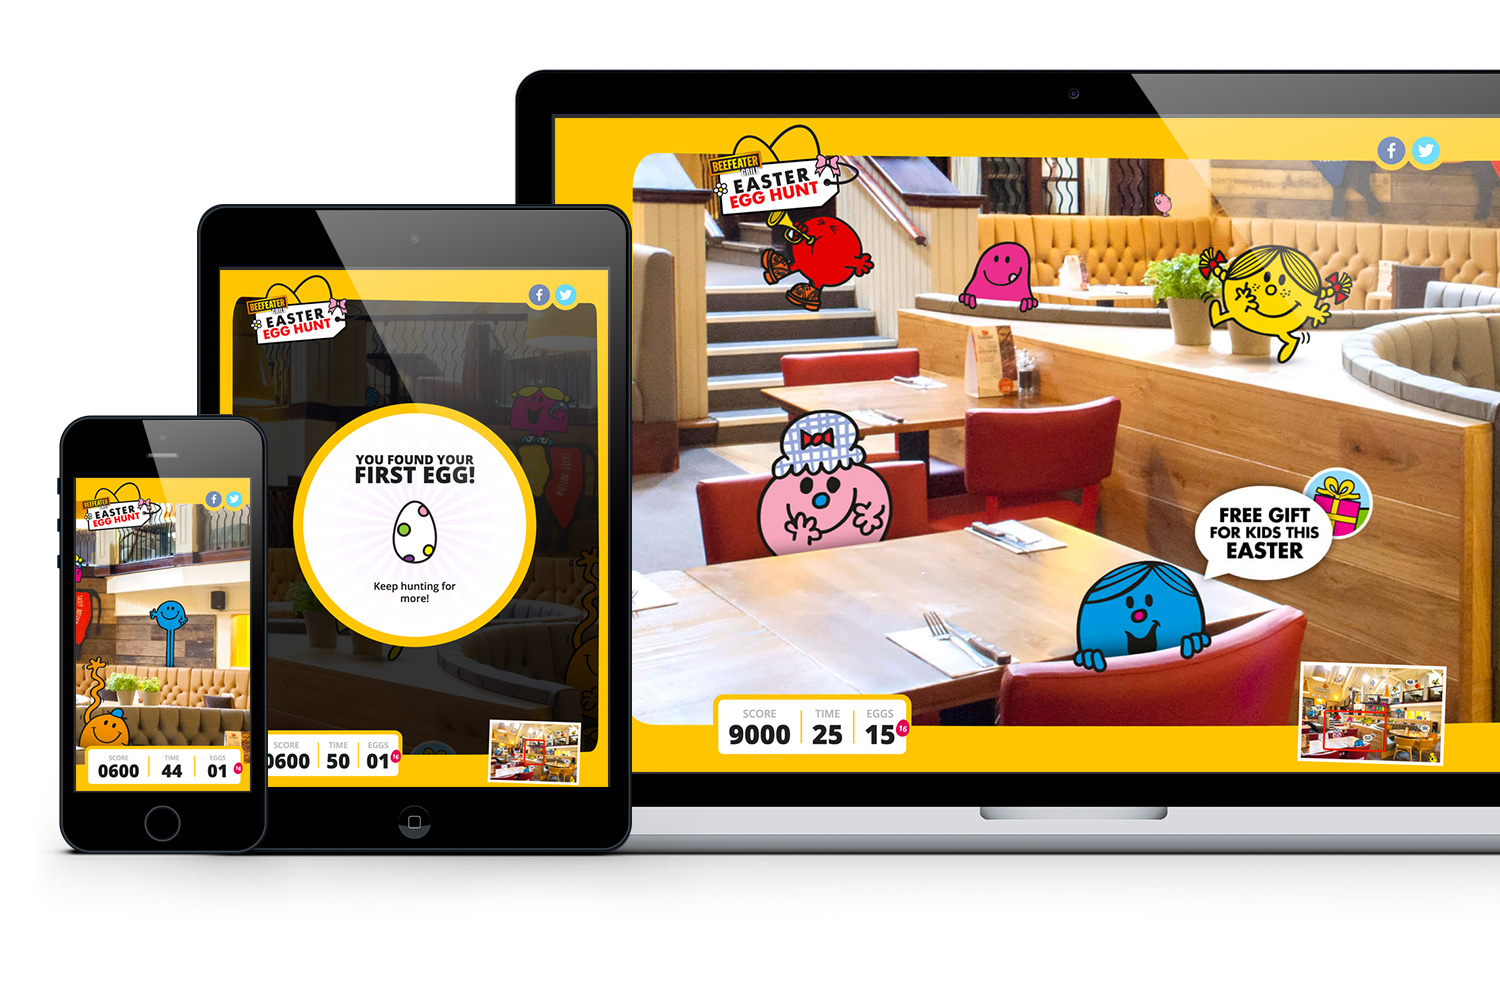 BEEFEATER
GRILL
EASTER
EGG HUNT
FREE GIFT
FOR KIDS THIS
EASTER
SCORE TIME EGGS
9000 25 15 16
BEEFEATER
GRILL
EASTER
EGG HUNT
YOU FOUND YOUR
FIRST EGG!
Keep hunting for
more!
SCORE TIME EGGS
0600 50 01 16
BEEFEATER
EASTER
EGG HUNT
SCORE TIME EGGS
0600 44 01